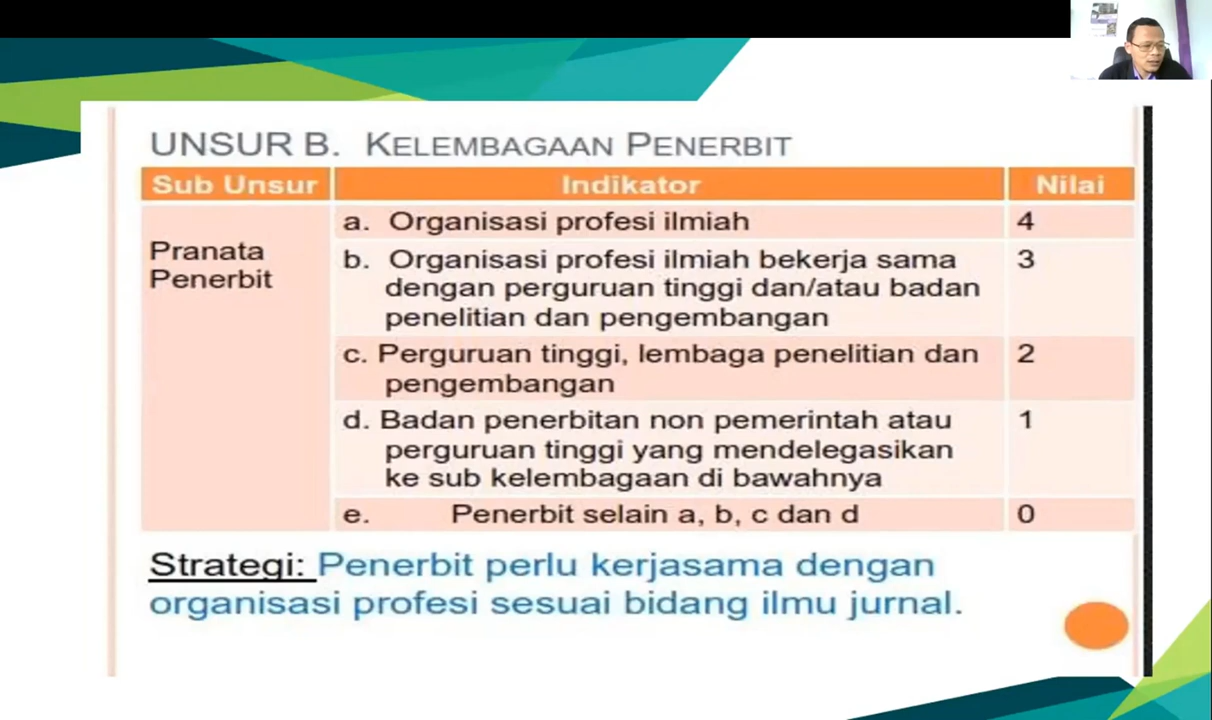 UNSUR B. KELEMBAGAAN PENERBIT
Sub Unsur Indikator Nilai
Pranata
Penerbit
a. Organisasi profesi ilmiah 4
b. Organisasi profesi ilmiah bekerja sama 3
dengan perguruan tinggi dan/atau badan
penelitian dan pengembangan
c. Perguruan tinggi, lembaga penelitian dan 2
pengembangan
d. Badan penerbitan non pemerintah atau 1
perguruan tinggi yang mendelegasikan
ke sub kelembagaan di bawahnya
e. Penerbit selain a, b, c dan d 0
Strategi: Penerbit perlu kerjasama dengan
organisasi profesi sesuai bidang ilmu jurnal.